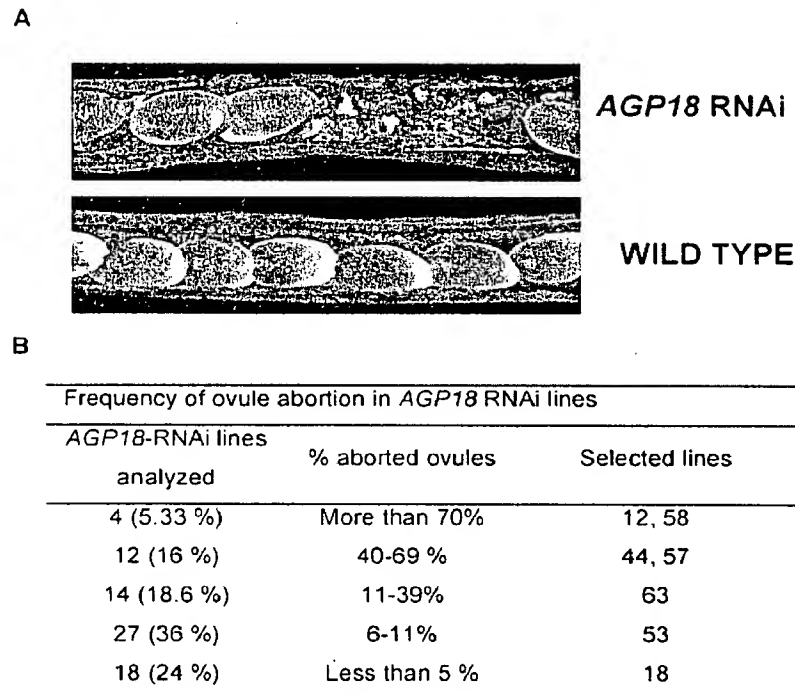 A
AGP18 RNAi
WILD TYPE
B
Frequency of ovule abortion in AGP18 RNAi lines
AGP18-RNAi lines analyzed % aborted ovules Selected lines
4 (5.33 %) More than 70% 12, 58
12 (16 %) 40-69 % 44, 57
14 (18.6 %) 11-39% 63
27 (36 %) 6-11% 53
18 (24 %) Less than 5 % 18